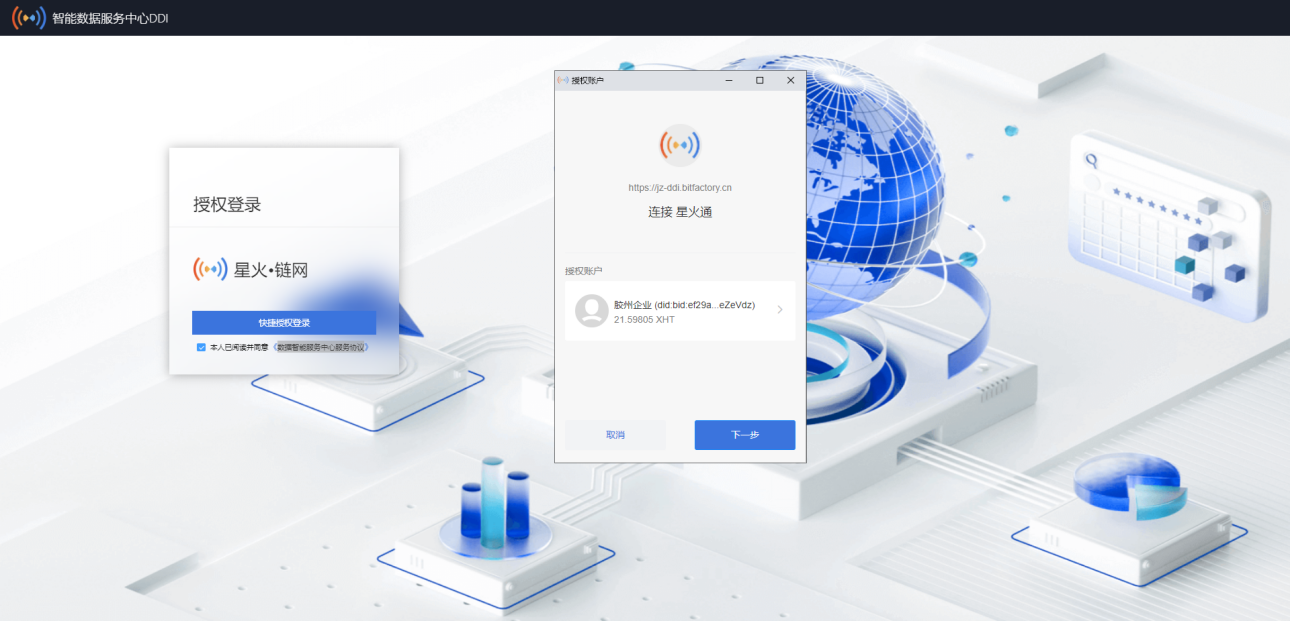 智能数据服务中心DDI
授权登录
星火·链网
快捷授权登录
本人已阅读并同意《数据智能服务中心服务协议》
授权账户
https://jz-ddi.bitfactory.cn
连接 星火通
授权账户
胶州企业 (did:bid:ef29a...eZeVdz)
21.59805 XHT
取消
下一步